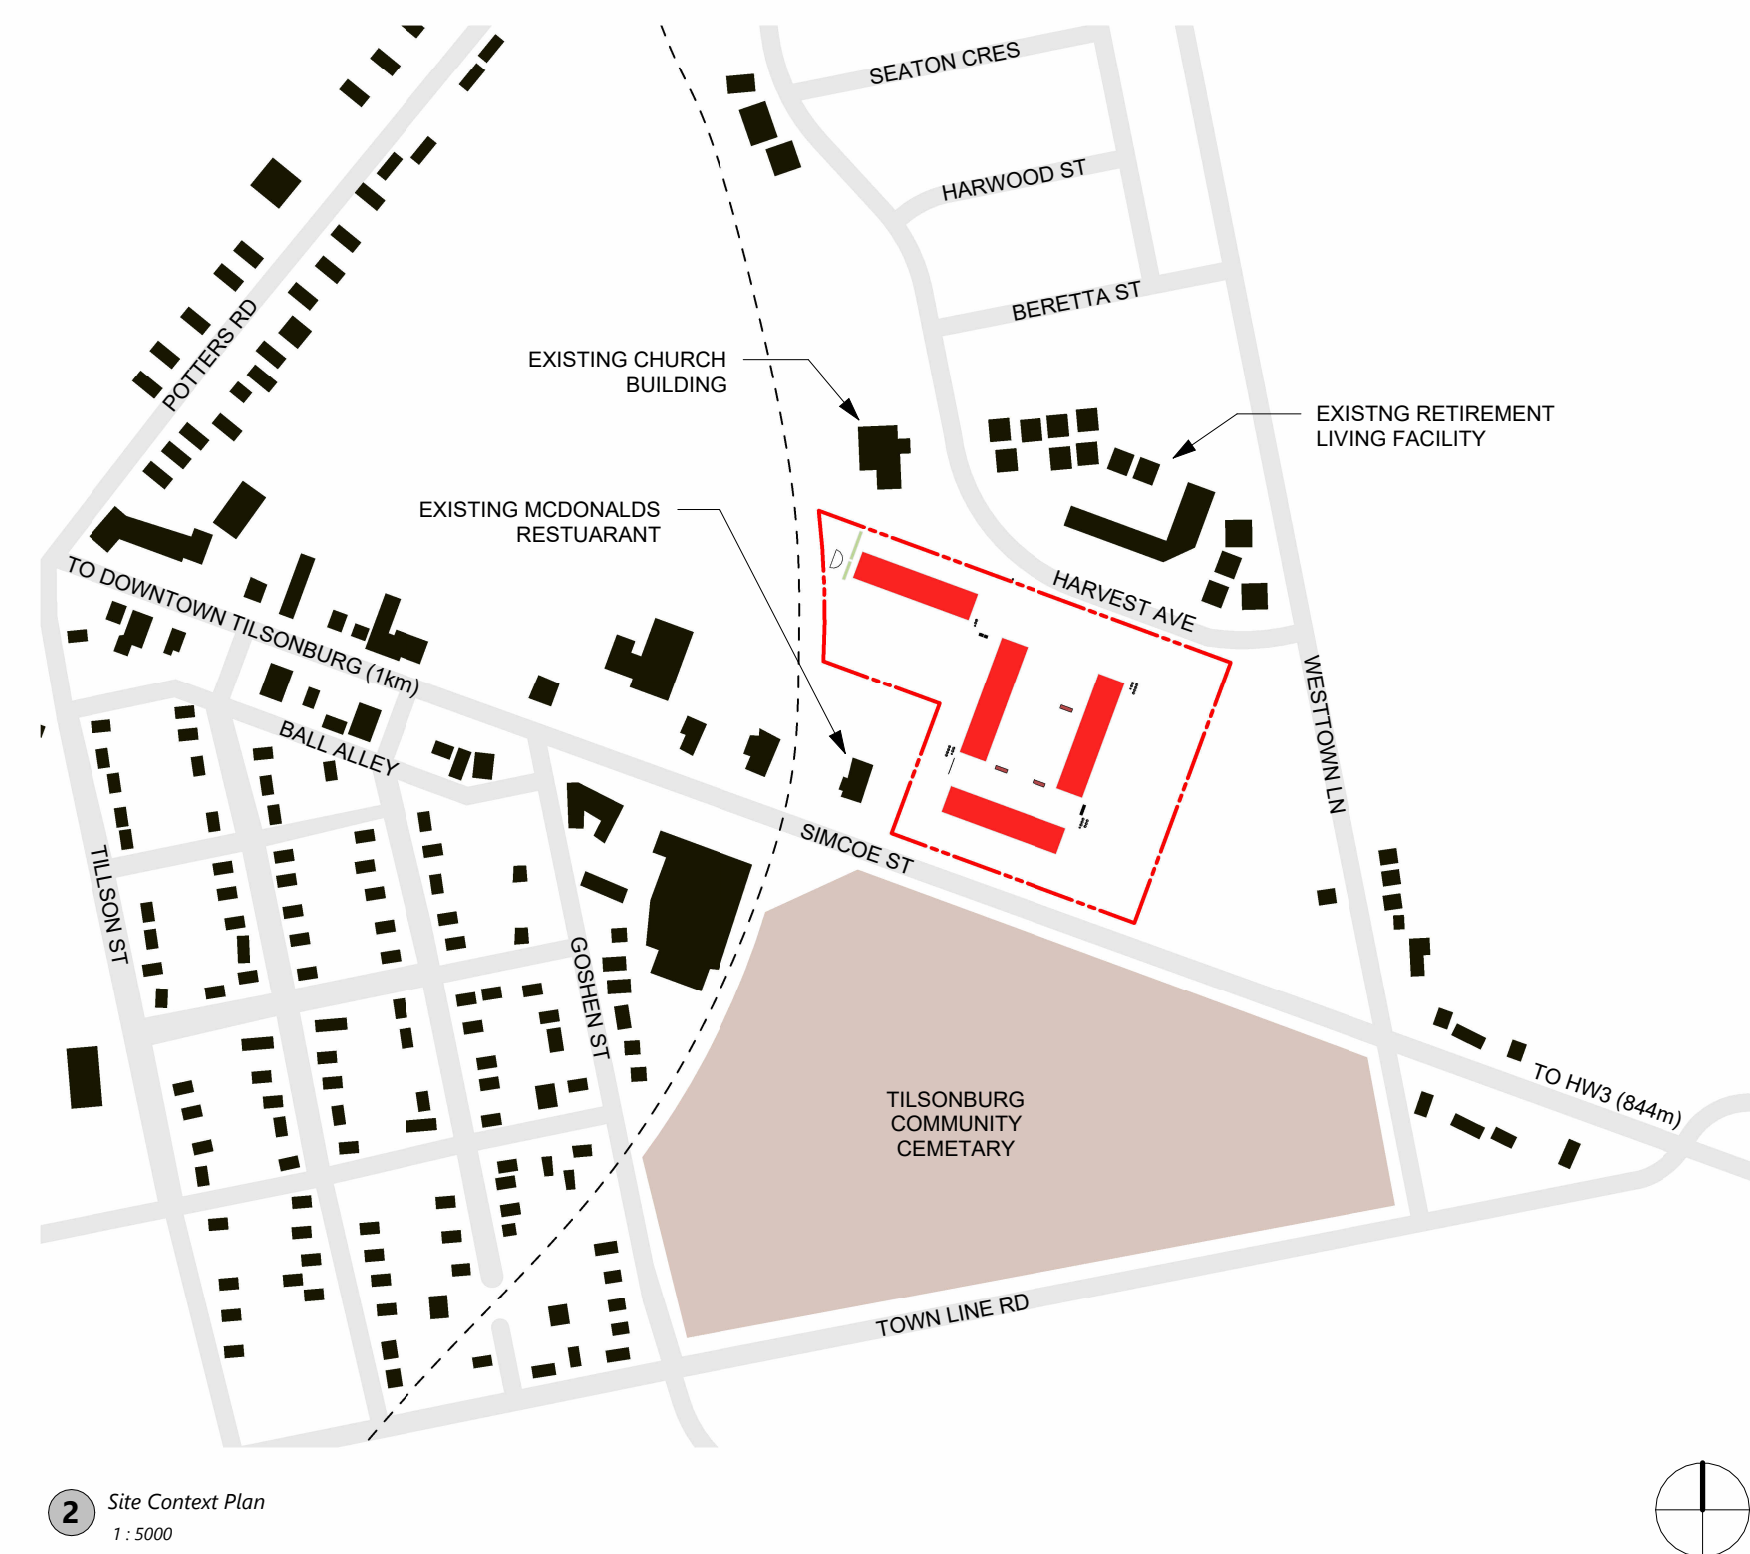 SEATON CRES
HARWOOD ST
BERETTA ST
POTTERS RD
EXISTING CHURCH
BUILDING
EXISTNG RETIREMENT
LIVING FACILITY
EXISTING MCDONALDS
RESTUARANT
TO DOWNTOWN TILSONBURG (1km)
HARVEST AVE
WESTTOWN LN
BALL ALLEY
SIMCOE ST
TILLSON ST
GOSHEN ST
TILSONBURG
COMMUNITY
CEMETARY
TO HW3 (844m)
TOWN LINE RD
2
Site Context Plan
1 : 5000